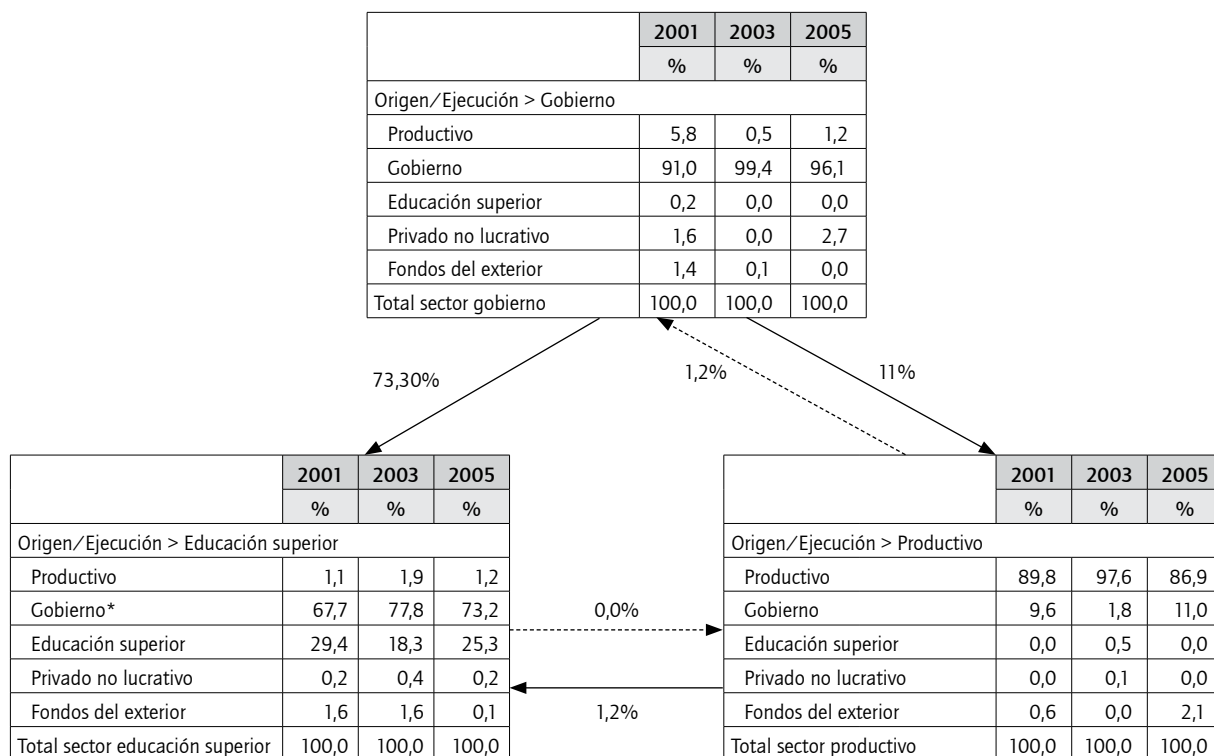 2001 2003 2005
% % %
Origen/Ejecución > Gobierno
Productivo 5,8 0,5 1,2
Gobierno 91,0 99,4 96,1
Educación superior 0,2 0,0 0,0
Privado no lucrativo 1,6 0,0 2,7
Fondos del exterior 1,4 0,1 0,0
Total sector gobierno 100,0 100,0 100,0
73,30%
1,2%
11%
2001 2003 2005
% % %
Origen/Ejecución > Educación superior
Productivo 1,1 1,9 1,2
Gobierno* 67,7 77,8 73,2
Educación superior 29,4 18,3 25,3
Privado no lucrativo 0,2 0,4 0,2
Fondos del exterior 1,6 1,6 0,1
Total sector educación superior 100,0 100,0 100,0
0,0%
1,2%
2001 2003 2005
% % %
Origen/Ejecución > Productivo
Productivo 89,8 97,6 86,9
Gobierno 9,6 1,8 11,0
Educación superior 0,0 0,5 0,0
Privado no lucrativo 0,0 0,1 0,0
Fondos del exterior 0,6 0,0 2,1
Total sector productivo 100,0 100,0 100,0